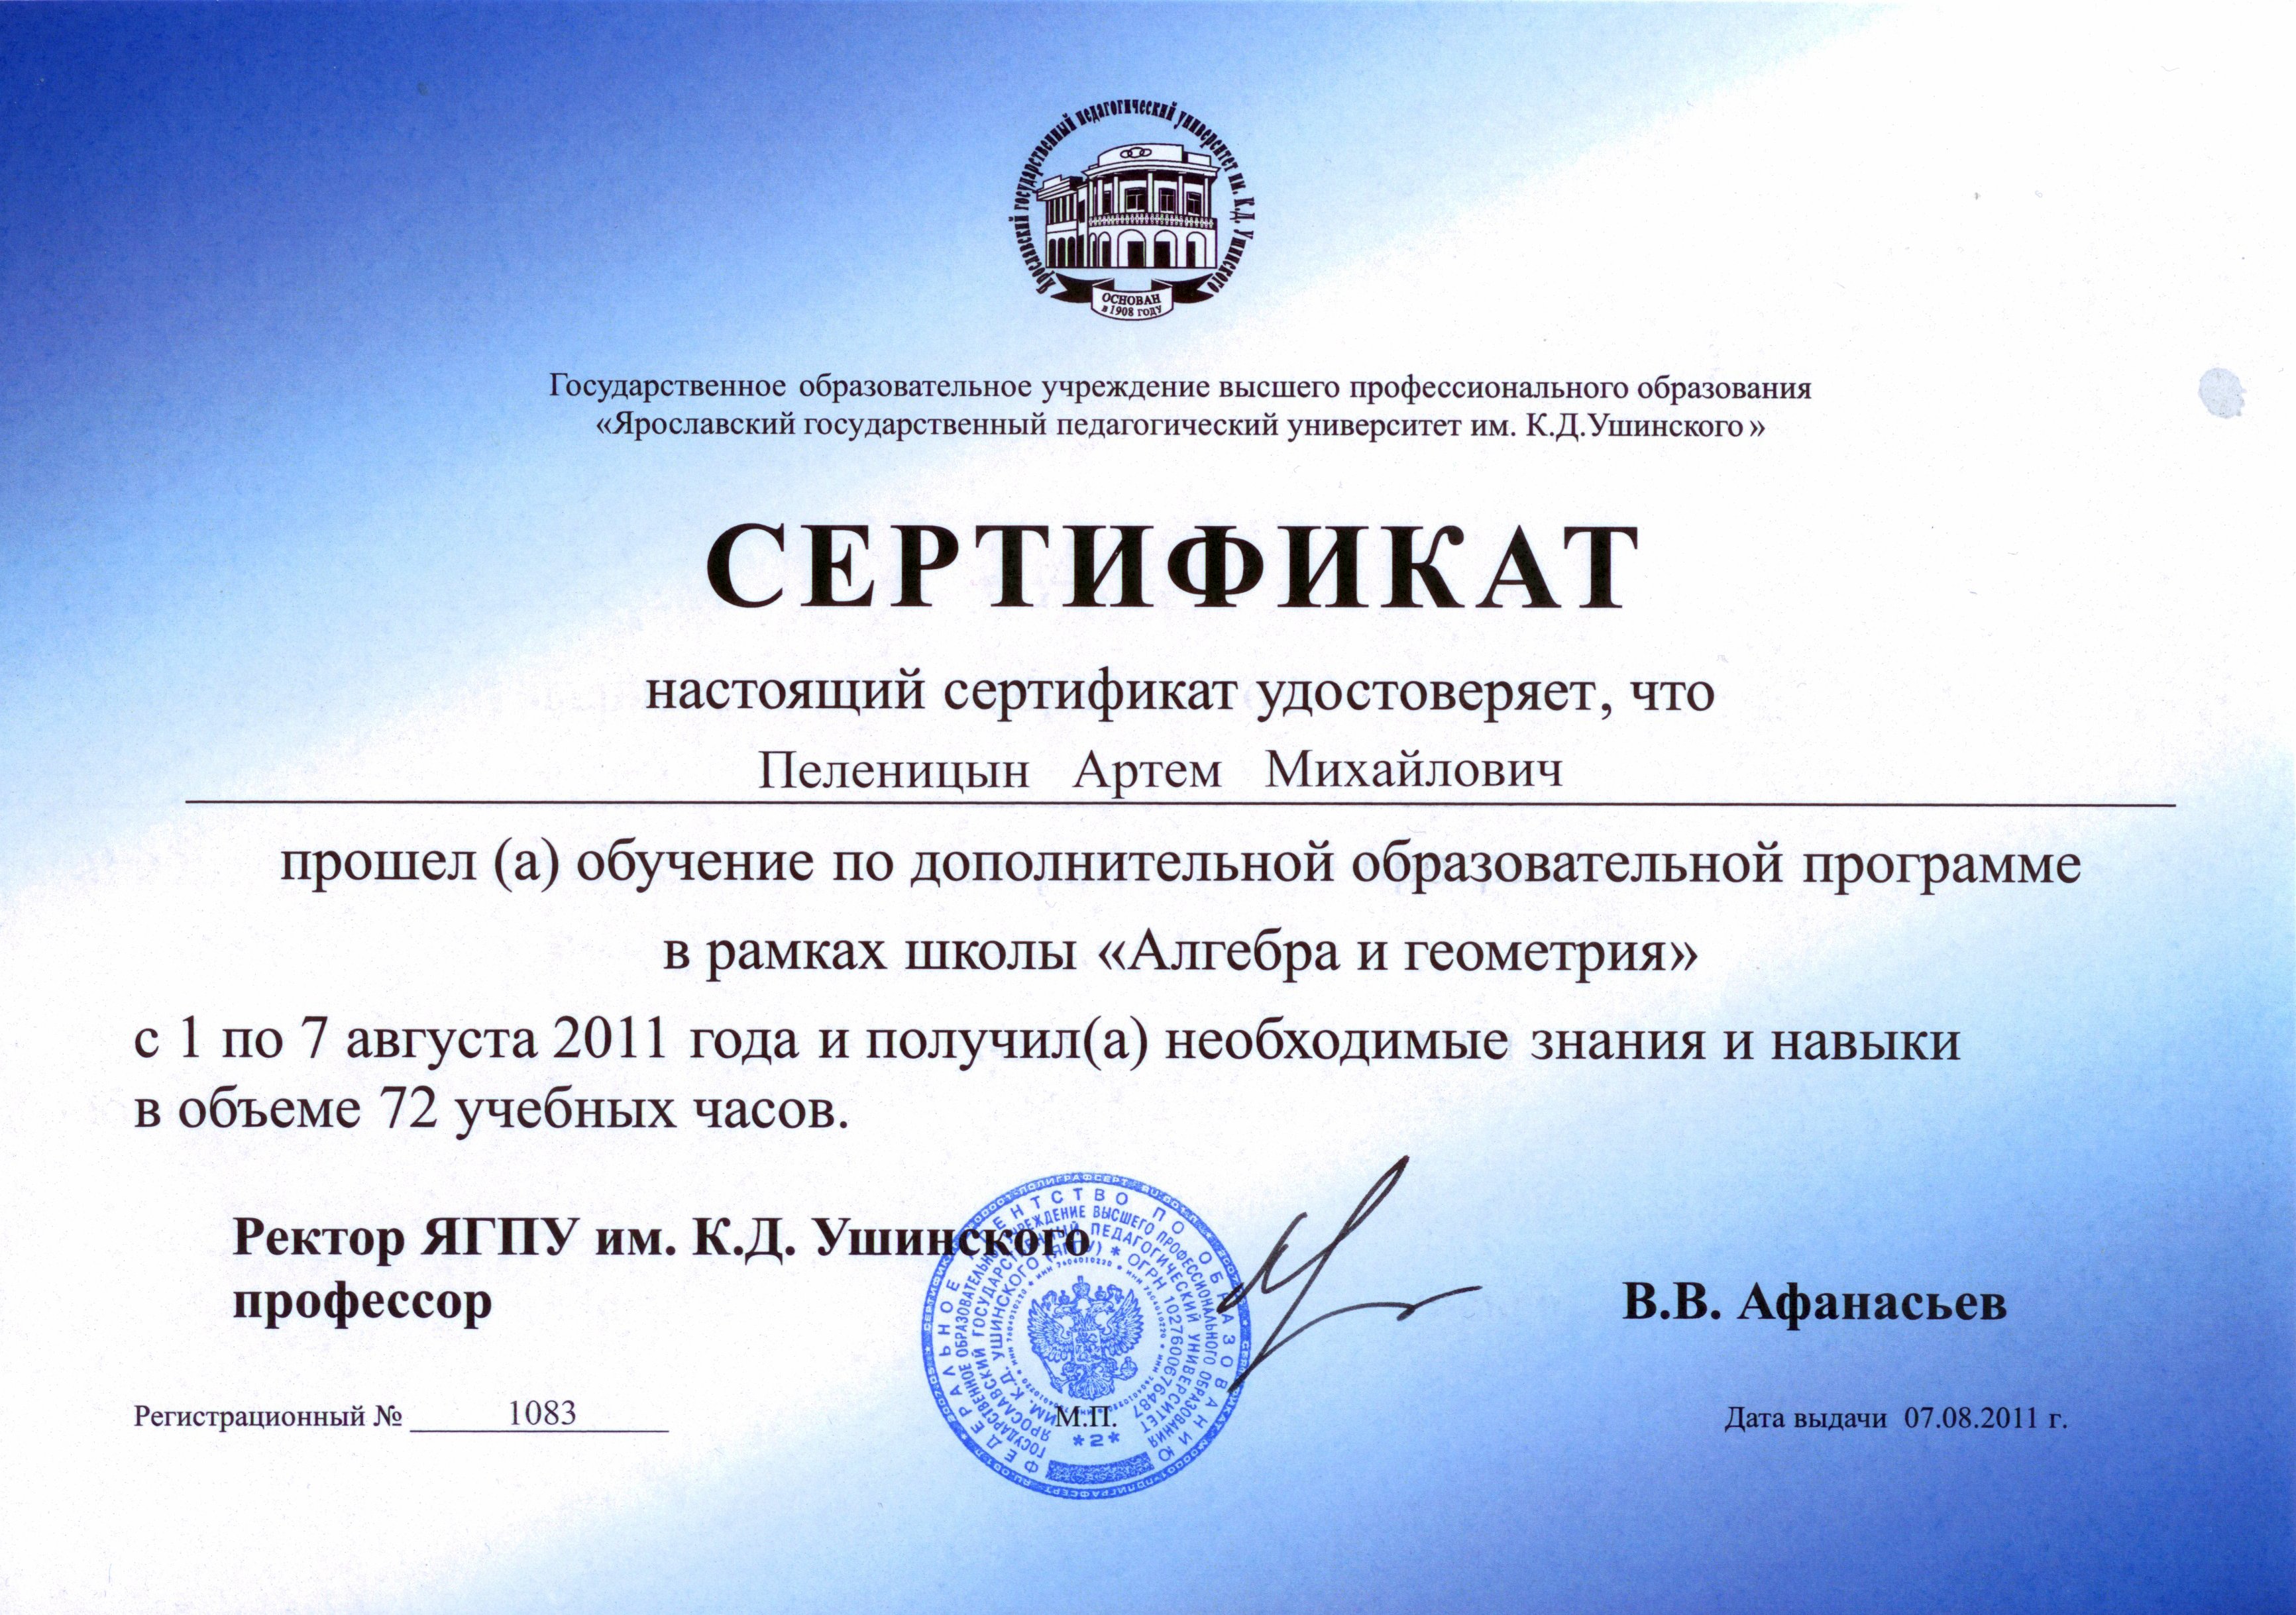 Ярославский государственный педагогический университет им. К.Д. Ушинского
ОСНОВАН
в 1908 году
Государственное образовательное учреждение высшего профессионального образования
«Ярославский государственный педагогический университет им. К.Д.Ушинского»
СЕРТИФИКАТ
настоящий сертификат удостоверяет, что
Пеленицын Артем Михайлович
прошел (а) обучение по дополнительной образовательной программе
в рамках школы «Алгебра и геометрия»
с 1 по 7 августа 2011 года и получил(а) необходимые знания и навыки
в объеме 72 учебных часов.
Ректор ЯГПУ им. К.Д. Ушинского
профессор
В.В. Афанасьев
ФЕДЕРАЛЬНОЕ АГЕНТСТВО ПО ОБРАЗОВАНИЮ
ГОСУДАРСТВЕННОЕ ОБРАЗОВАТЕЛЬНОЕ УЧРЕЖДЕНИЕ ВЫСШЕГО ПРОФЕССИОНАЛЬНОГО ОБРАЗОВАНИЯ
ЯРОСЛАВСКИЙ ГОСУДАРСТВЕННЫЙ ПЕДАГОГИЧЕСКИЙ УНИВЕРСИТЕТ
ИМ. К.Д. УШИНСКОГО (ЯГПУ) * ОГРН 1027600676487
*2*
Регистрационный № 1083
М.П.
Дата выдачи 07.08.2011 г.